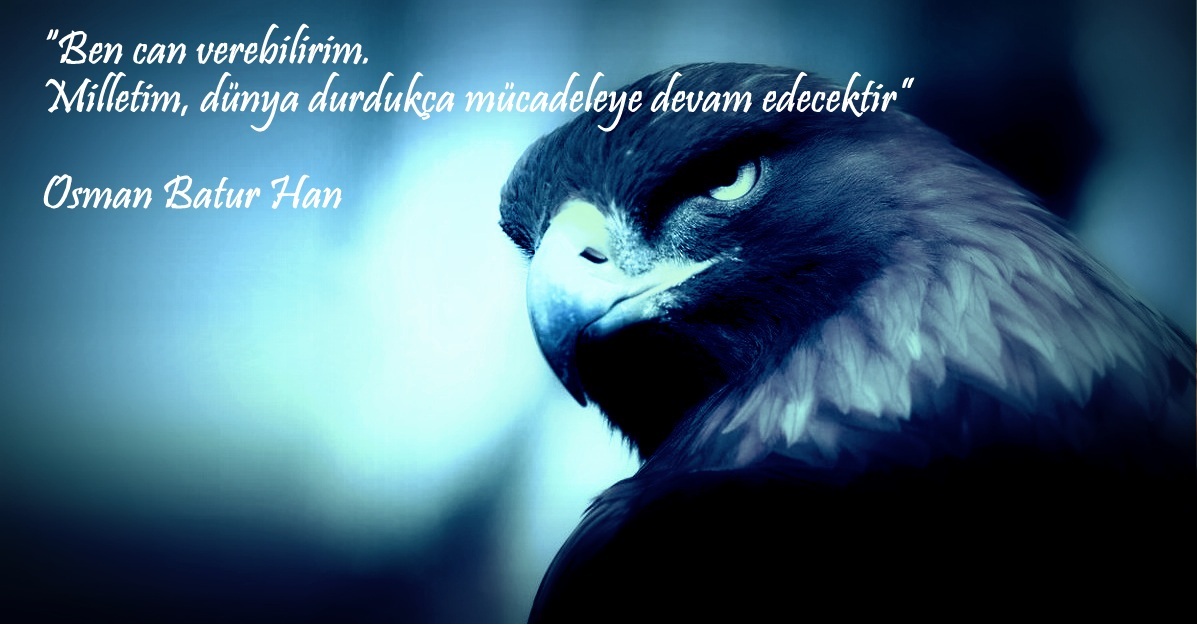 "Ben can verebilirim.
Milletim, dünya durdukça mücadeleye devam edecektir"
Osman Batur Han